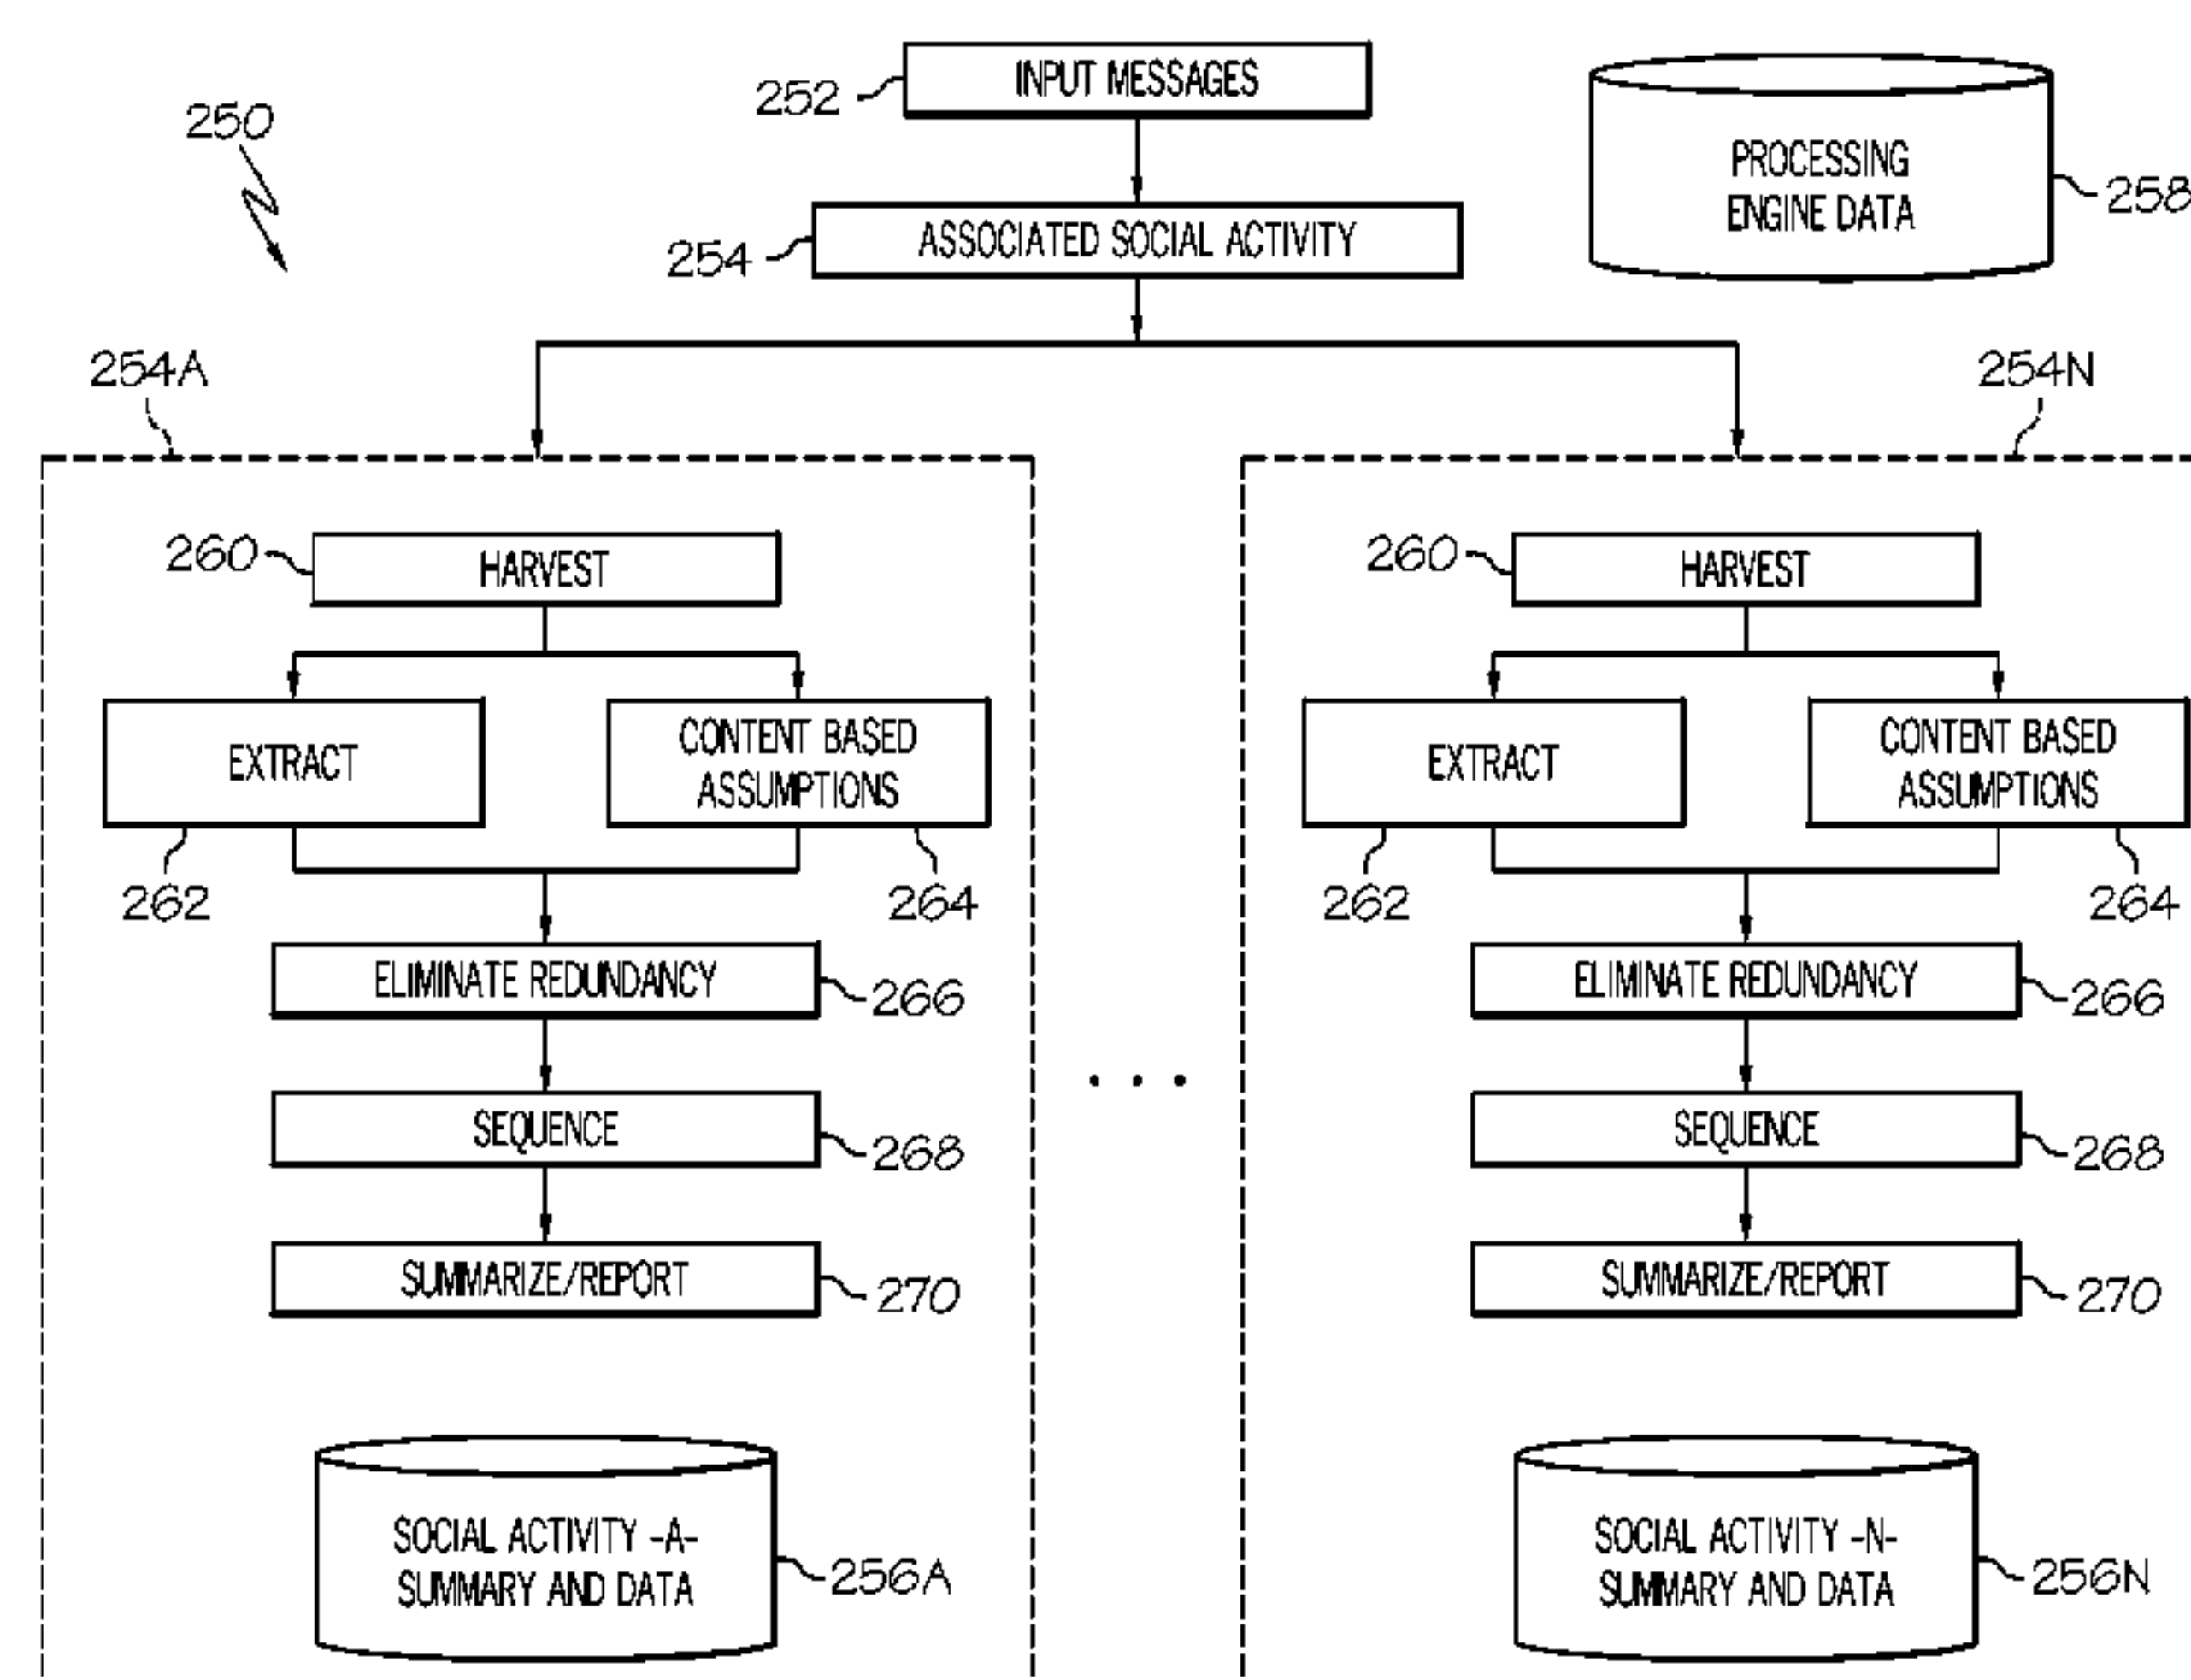 INPUT MESSAGES
252
250
PROCESSING
ENGINE DATA
258
ASSOCIATED SOCIAL ACTIVITY
254
254A
254N
260
HARVEST
EXTRACT
CONTENT BASED
ASSUMPTIONS
262
264
ELIMINATE REDUNDANCY
266
SEQUENCE
268
SUMMARIZE/REPORT
270
SOCIAL ACTIVITY -A-
SUMMARY AND DATA
256A
. . .
260
HARVEST
EXTRACT
CONTENT BASED
ASSUMPTIONS
262
264
ELIMINATE REDUNDANCY
266
SEQUENCE
268
SUMMARIZE/REPORT
270
SOCIAL ACTIVITY -N-
SUMMARY AND DATA
256N